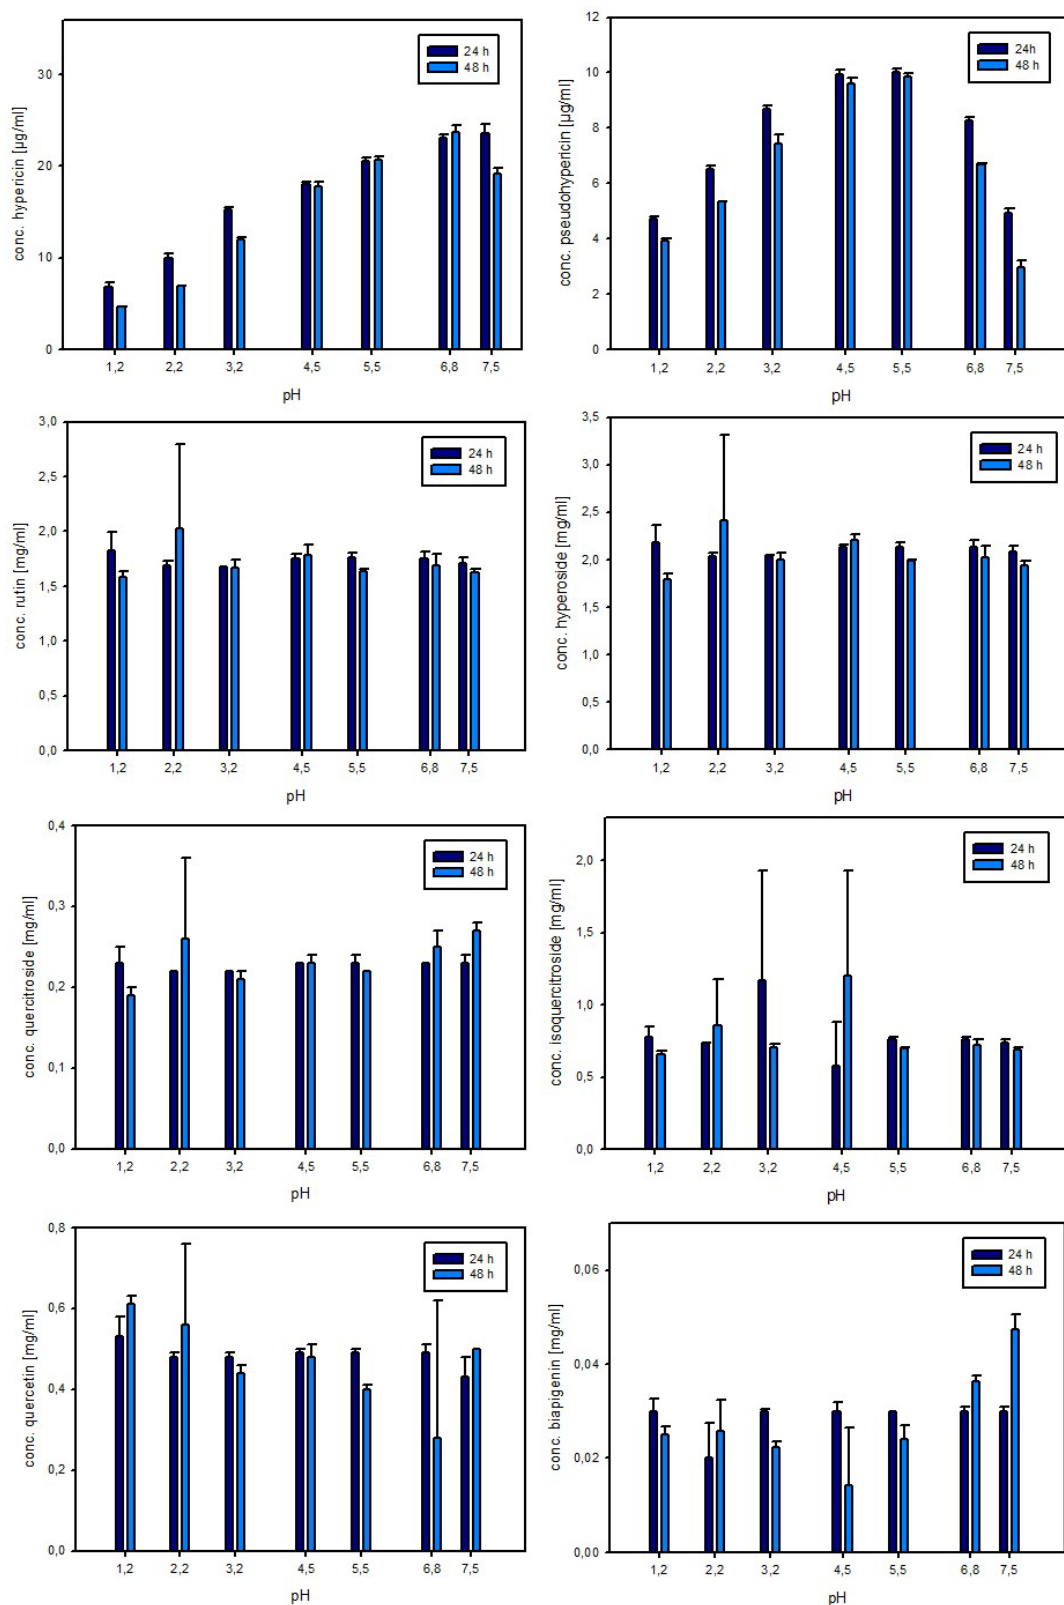 conc. hypericin [µg/ml]
30
20
10
0
24 h
48 h
1,2 2,2 3,2 4,5 5,5 6,8 7,5
pH
conc. pseudohypericin [µg/ml]
12
10
8
6
4
2
0
24h
48 h
1,2 2,2 3,2 4,5 5,5 6,8 7,5
pH
conc. rutin [mg/ml]
3,0
2,5
2,0
1,5
1,0
0,5
0,0
24 h
48 h
1,2 2,2 3,2 4,5 5,5 6,8 7,5
pH
conc. hyperoside [mg/ml]
3,5
3,0
2,5
2,0
1,5
1,0
0,5
0,0
24 h
48 h
1,2 2,2 3,2 4,5 5,5 6,8 7,5
pH
conc. quercitroside [mg/ml]
0,4
0,3
0,2
0,1
0,0
24 h
48 h
1,2 2,2 3,2 4,5 5,5 6,8 7,5
pH
conc. isoquercitroside [mg/ml]
2,0
1,5
1,0
0,5
0,0
24 h
48 h
1,2 2,2 3,2 4,5 5,5 6,8 7,5
pH
conc. quercetin [mg/ml]
0,8
0,6
0,4
0,2
0,0
24 h
48 h
1,2 2,2 3,2 4,5 5,5 6,8 7,5
pH
conc. biapigenin [mg/ml]
0,06
0,04
0,02
0,00
24 h
48 h
1,2 2,2 3,2 4,5 5,5 6,8 7,5
pH